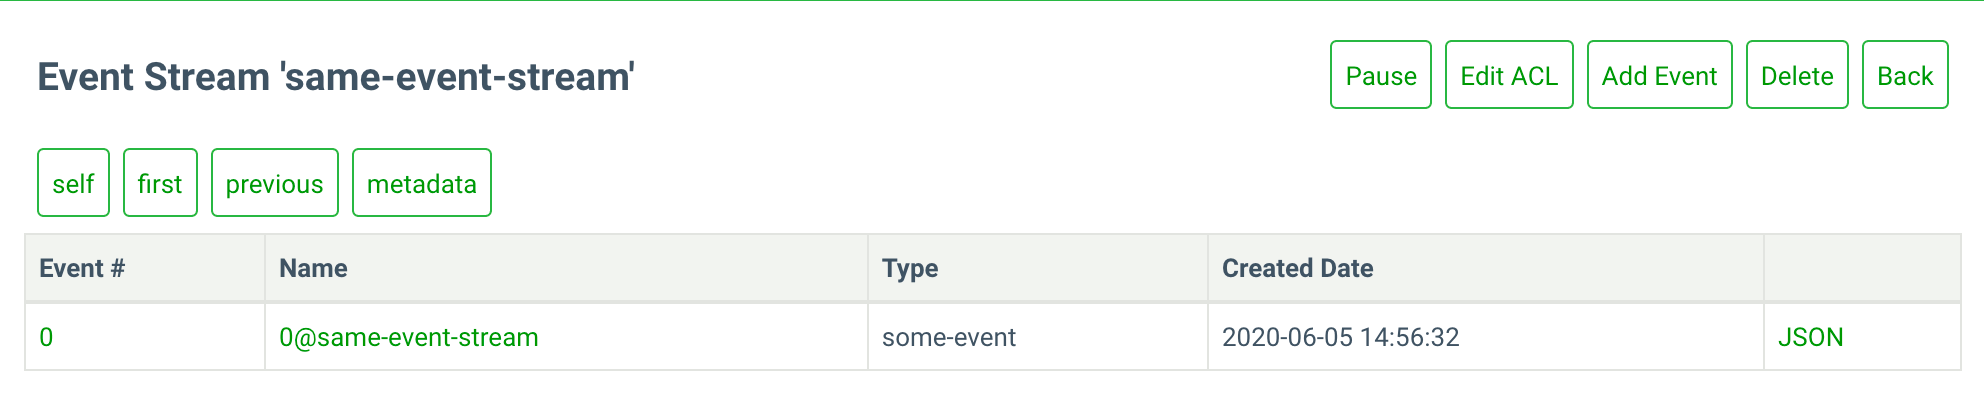 Event Stream 'same-event-stream'
Pause Edit ACL Add Event Delete Back
self first previous metadata
Event # Name Type Created Date
0 0@same-event-stream some-event 2020-06-05 14:56:32 JSON